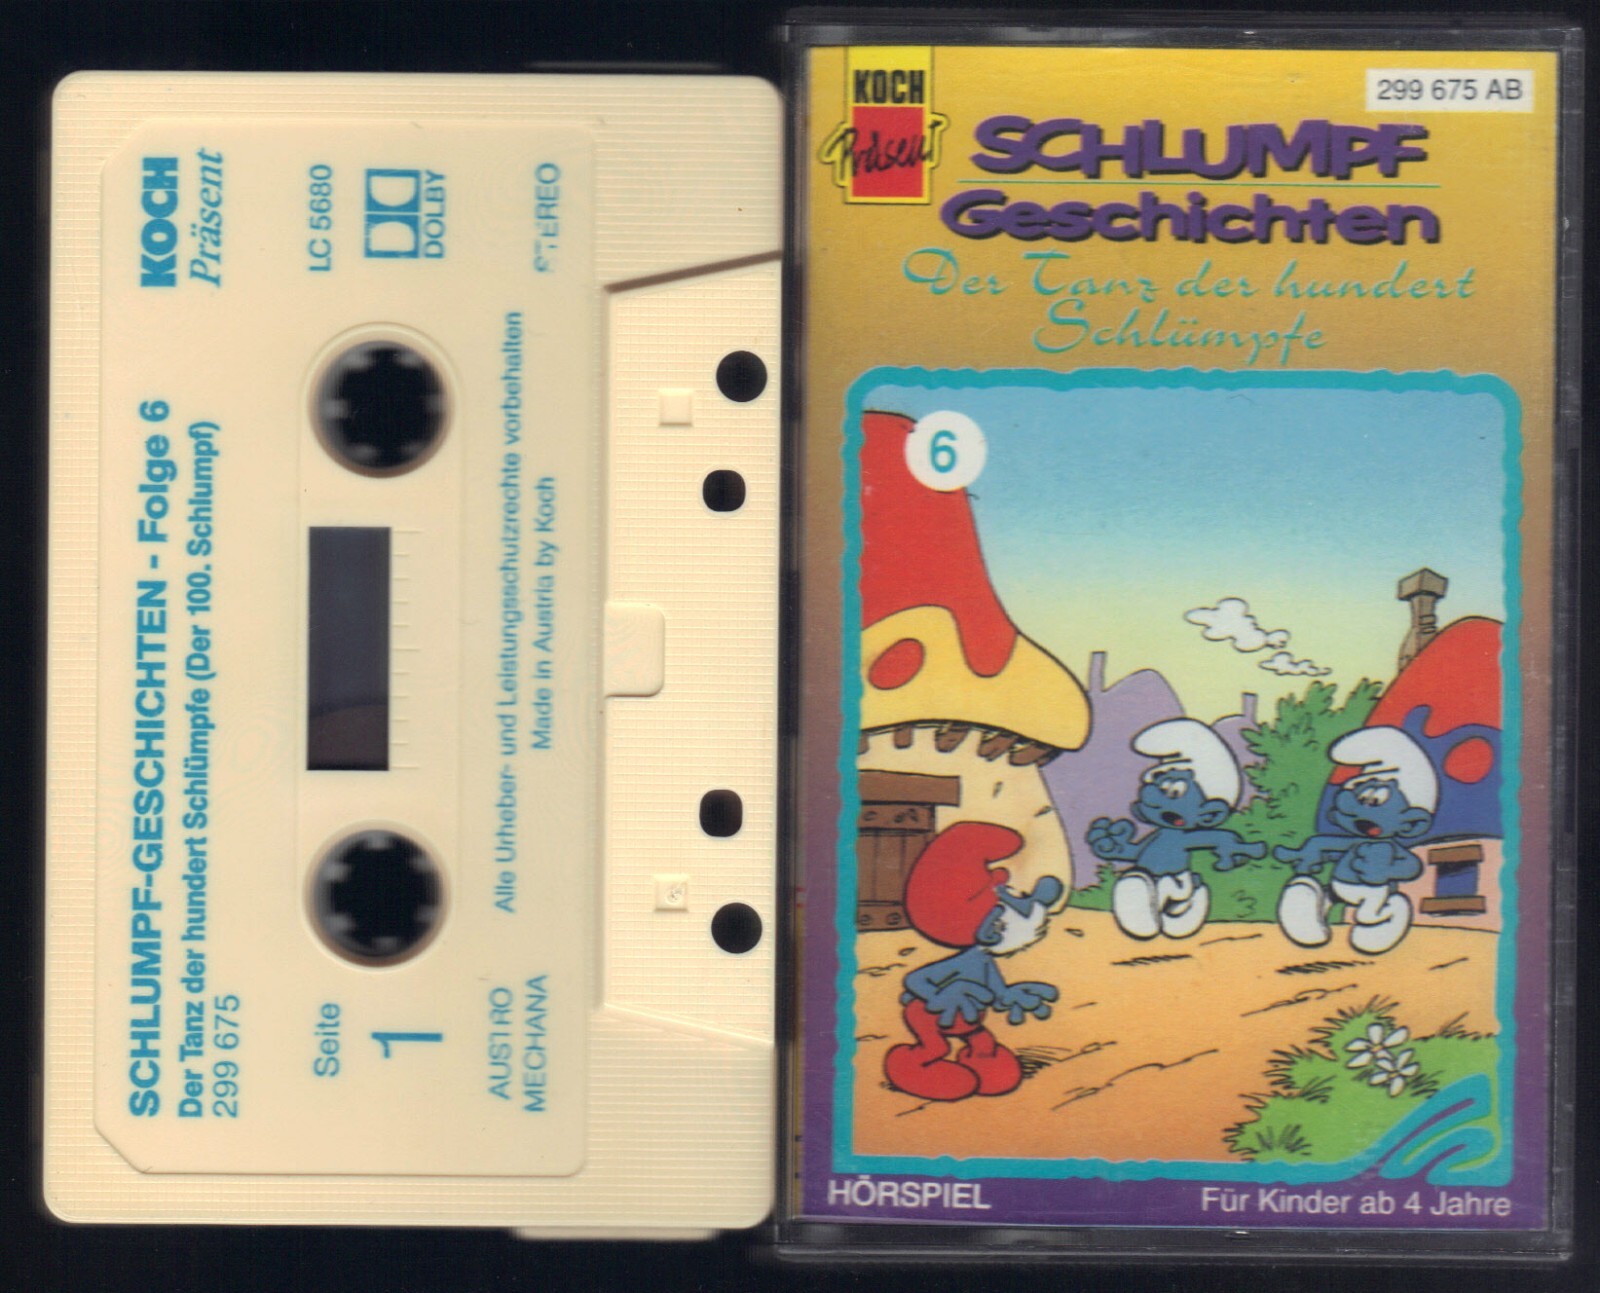 SCHLUMPF-GESCHICHTEN - Folge 6
Der Tanz der hundert Schlümpfe (Der 100. Schlumpf)
299 675
KOCH
Präsent
Seite
1
LC 5680
DOLBY
STEREO
AUSTRO
MECHANA
Alle Urheber- und Leistungsschutzrechte vorbehalten
Made in Austria by Koch
KOCH
Präsent
299 675 AB
SCHLUMPF
Geschichten
Der Tanz der hundert
Schlümpfe
6
HÖRSPIEL
Für Kinder ab 4 Jahre